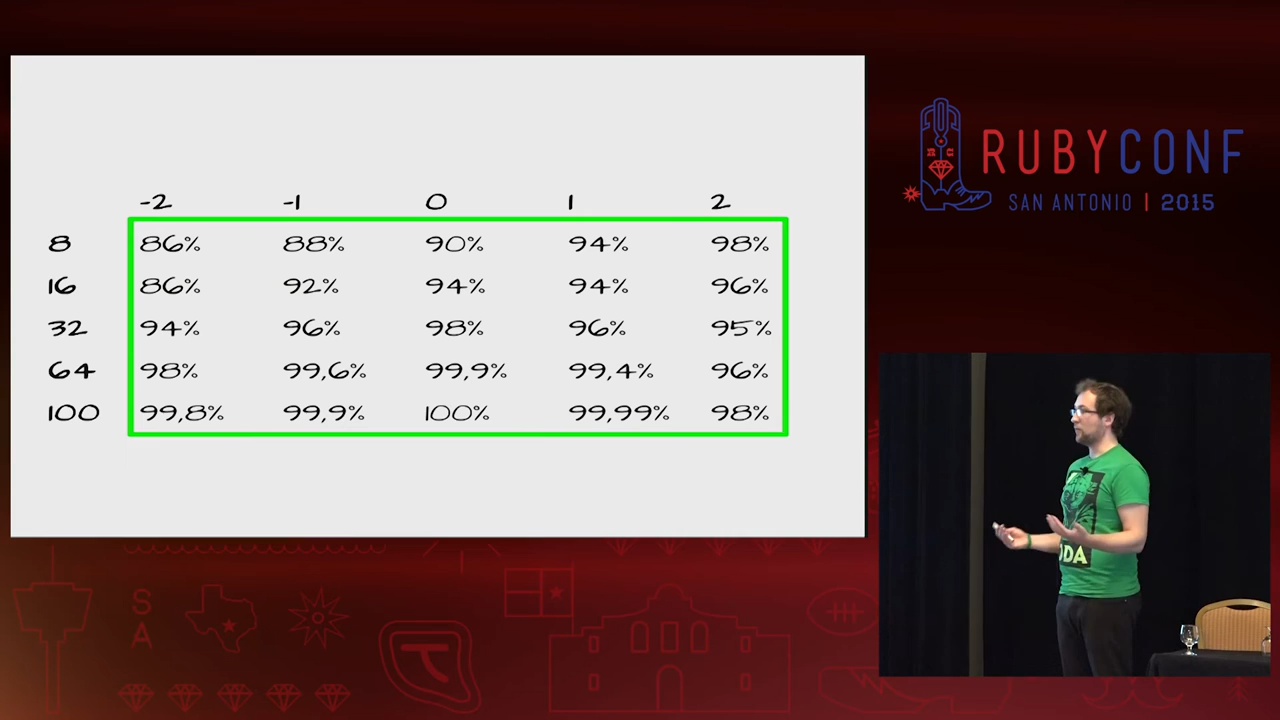 -2 -1 0 1 2
8 86% 88% 90% 94% 98%
16 86% 92% 94% 94% 96%
32 94% 96% 98% 96% 95%
64 98% 99,6% 99,9% 99,4% 96%
100 99,8% 99,9% 100% 99,99% 98%
RUBYCONF
SAN ANTONIO | 2015
S
A